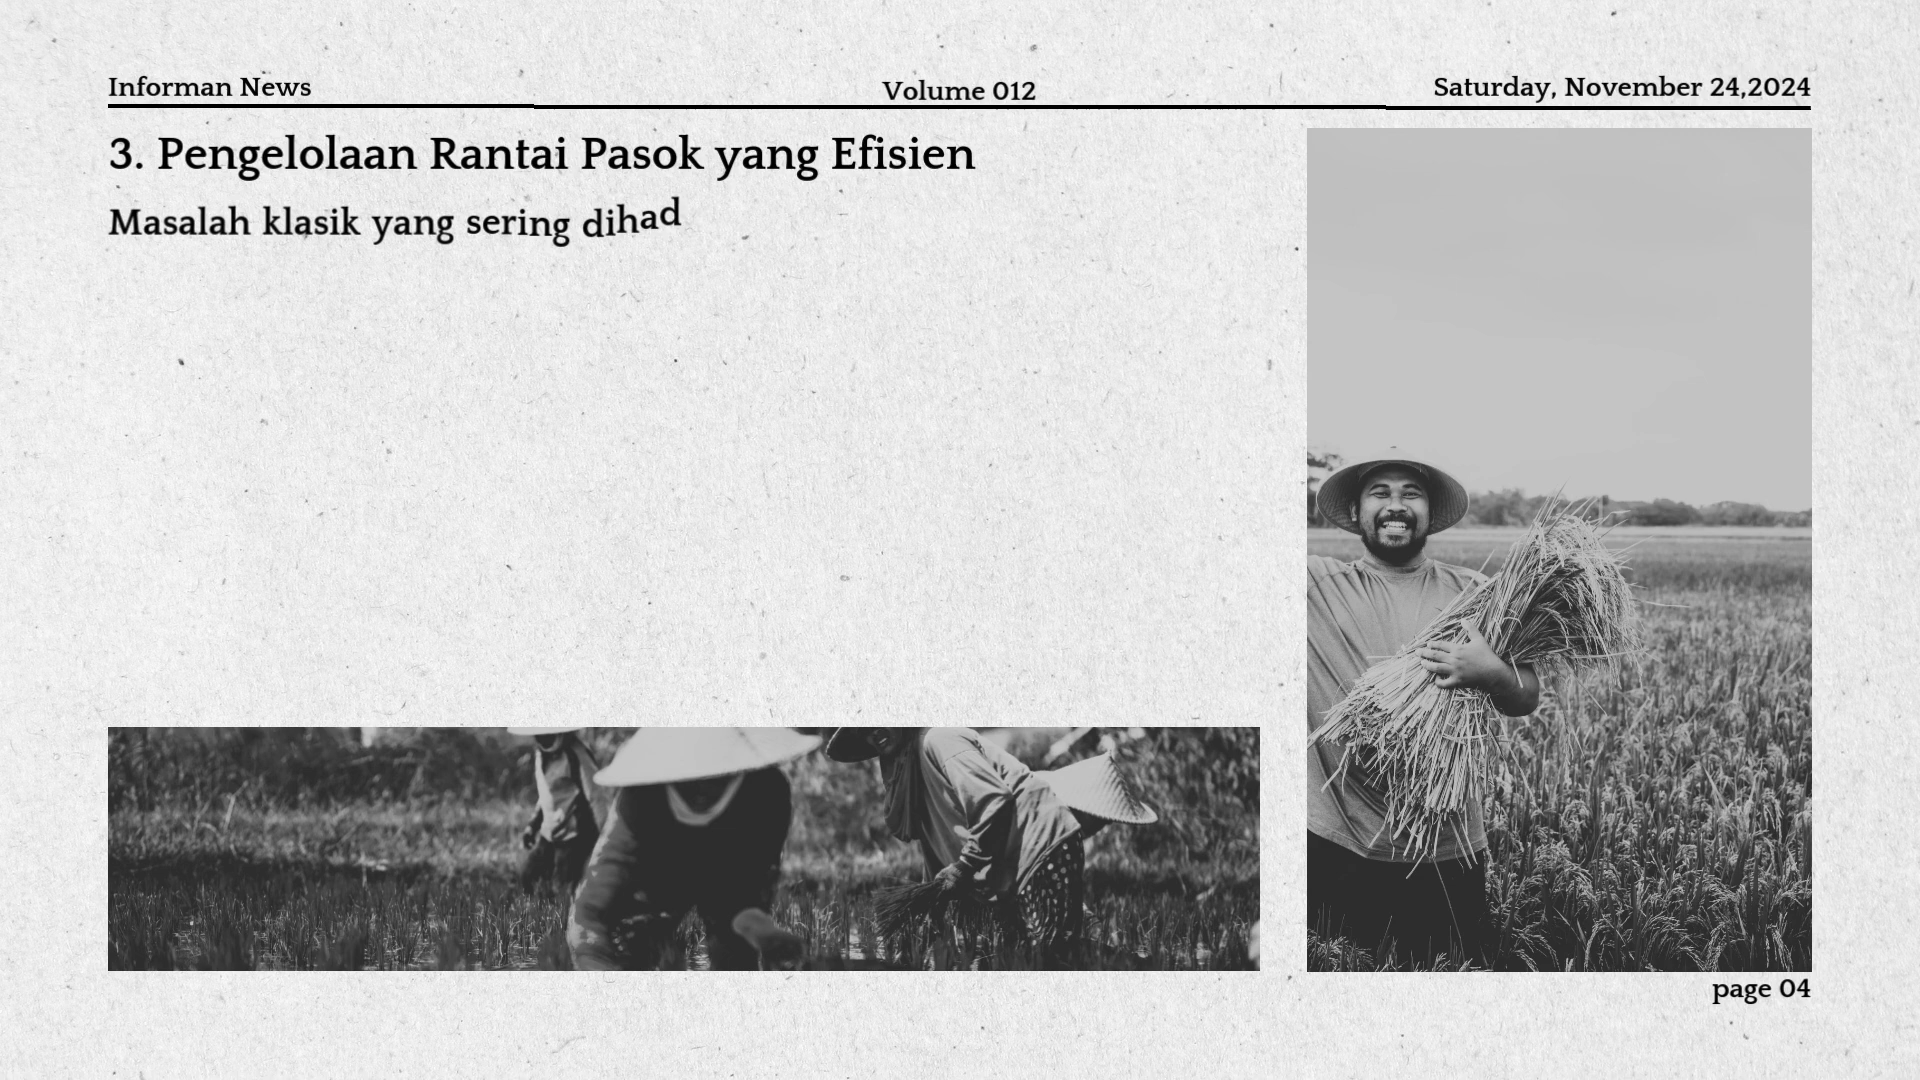 Informan News
Volume 012
Saturday, November 24,2024
3. Pengelolaan Rantai Pasok yang Efisien
Masalah klasik yang sering dihad
page 04